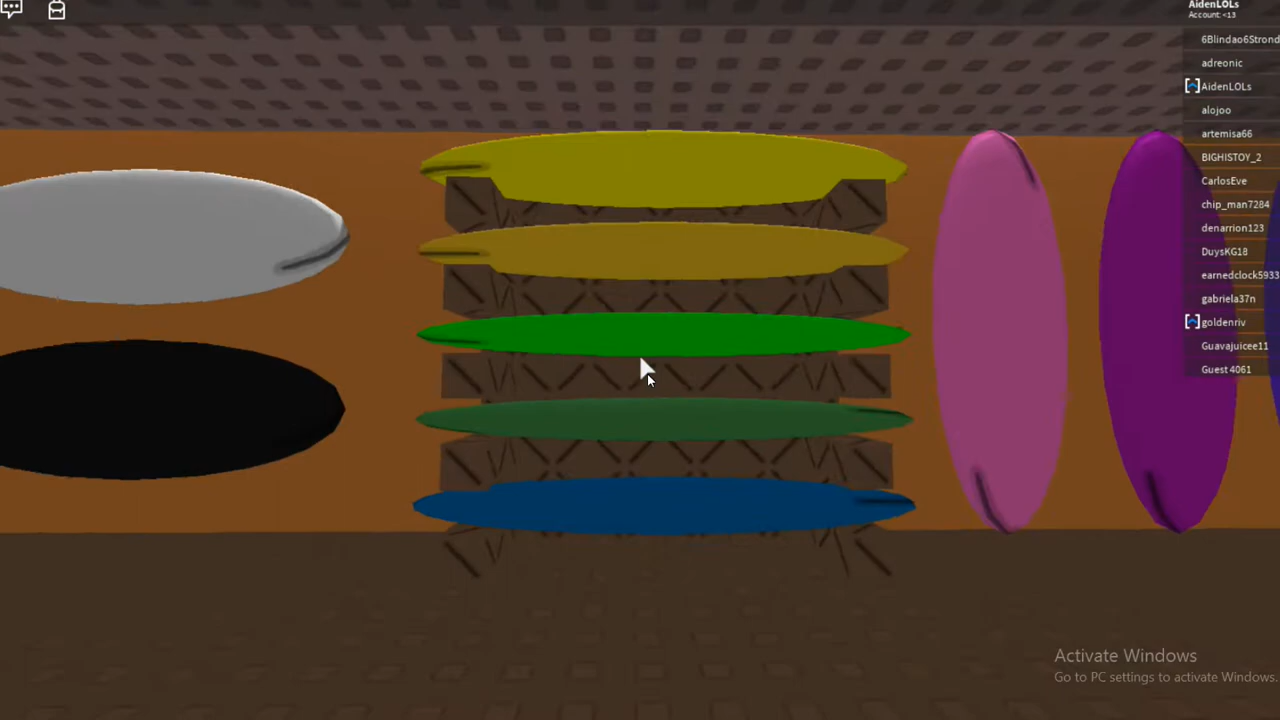 AidenLOLs
Account: <13
6Blindao6Strond
adreonic
AidenLOLs
alojoo
artemisa66
BIGHISTOY_2
CarlosEve
chip_man7284
denarrion123
DuysKG18
earnedclock5933
gabriela37n
goldenriv
Guavajuicee11
Guest 4061
Activate Windows
Go to PC settings to activate Windows.